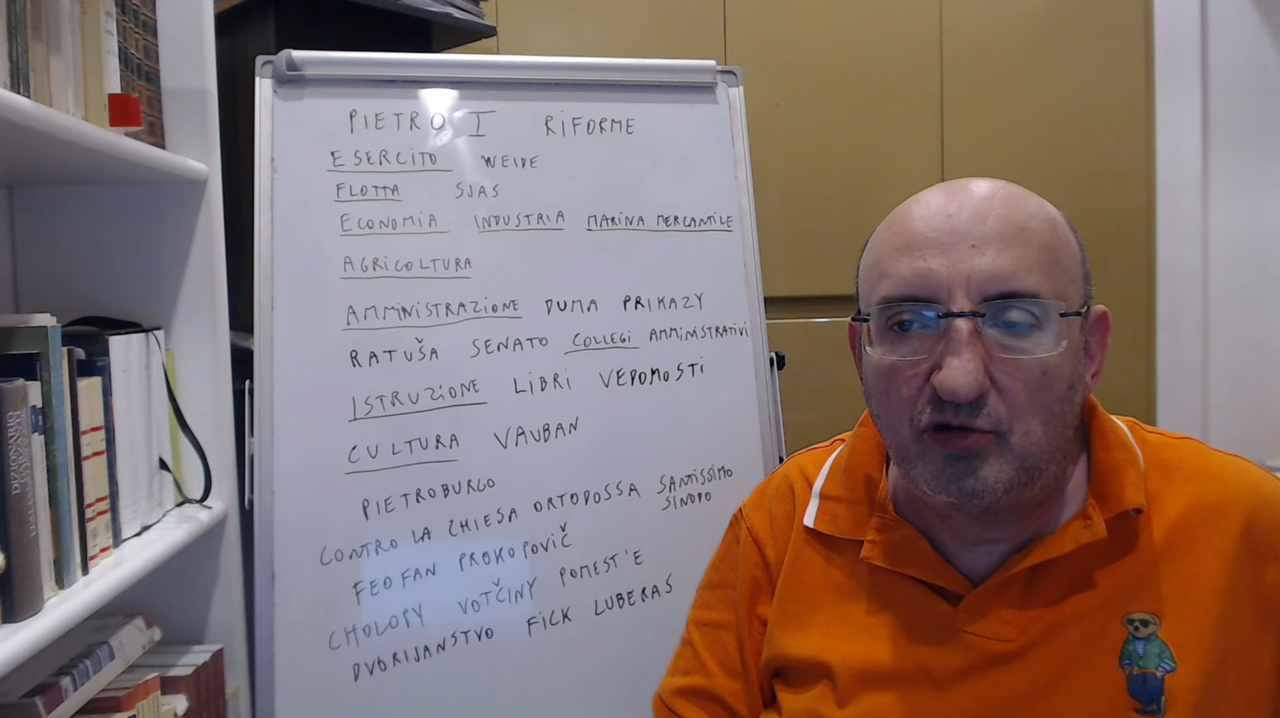 PIETRO I RIFORME
ESERCITO WEIDE
FLOTTA SJAS
ECONOMIA INDUSTRIA MARINA MERCANTILE
AGRICOLTURA
AMMINISTRAZIONE DUMA PRIKAZY
RATUŠA SENATO COLLEGI AMMINISTRATIVI
ISTRUZIONE LIBRI VEDOMOSTI
CULTURA VAUBAN
PIETROBURGO
CONTRO LA CHIESA ORTODOSSA SANTISSIMO
SINODO
FEOFAN PROKOPOVIČ
CHOLOPY VOTČINY POMEST'E
DVORIJANSTVO FICK LUBERAS